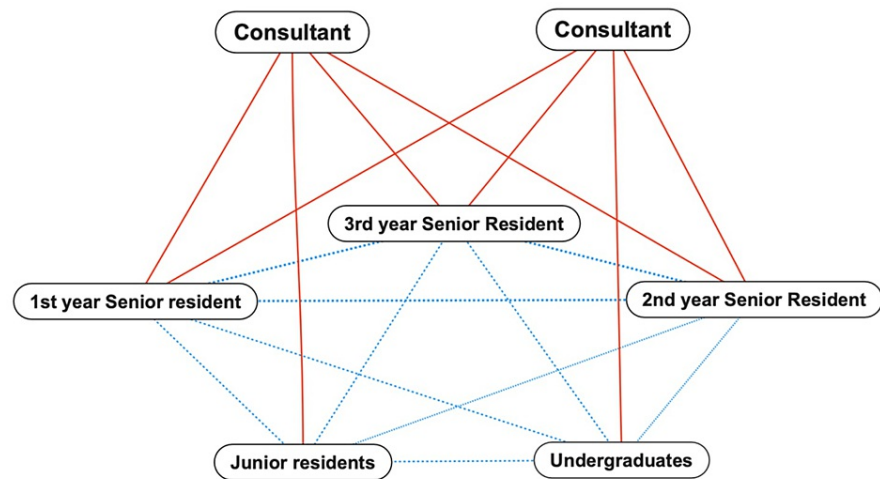 Consultant
Consultant
3rd year Senior Resident
1st year Senior resident
2nd year Senior Resident
Junior residents
Undergraduates